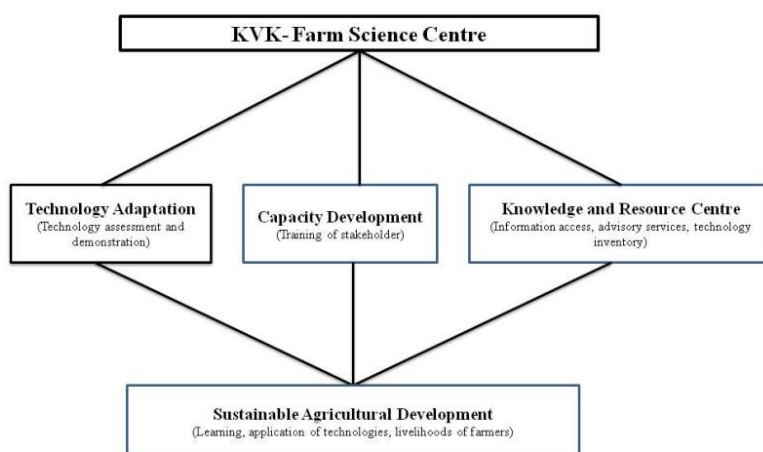 KVK- Farm Science Centre
Technology Adaptation
(Technology assessment and
demonstration)
Capacity Development
(Training of stakeholder)
Knowledge and Resource Centre
(Information access, advisory services, technology
inventory)
Sustainable Agricultural Development
(Learning, application of technologies, livelihoods of farmers)